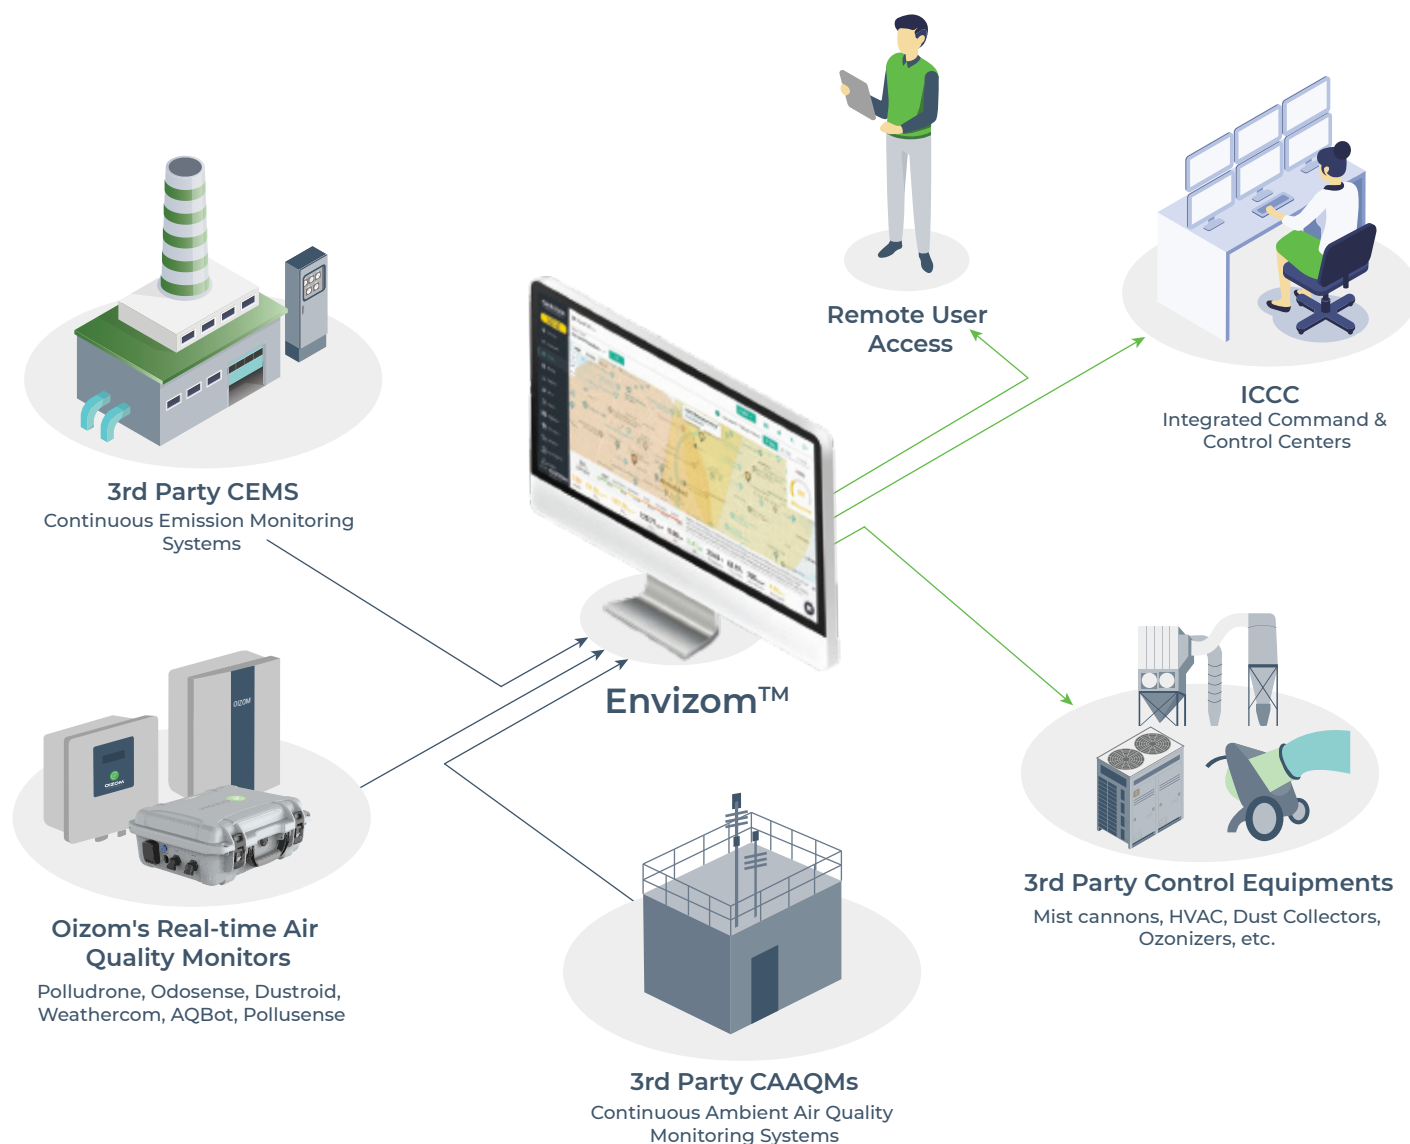 Remote User
Access
ICCC
Integrated Command &
Control Centers
3rd Party CEMS
Continuous Emission Monitoring
Systems
Envizom™
OIZOM
OIZOM
Oizom's Real-time Air
Quality Monitors
Polludrone, Odosense, Dustroid,
Weathercom, AQBot, Pollusense
3rd Party Control Equipments
Mist cannons, HVAC, Dust Collectors,
Ozonizers, etc.
3rd Party CAAQMs
Continuous Ambient Air Quality
Monitoring Systems